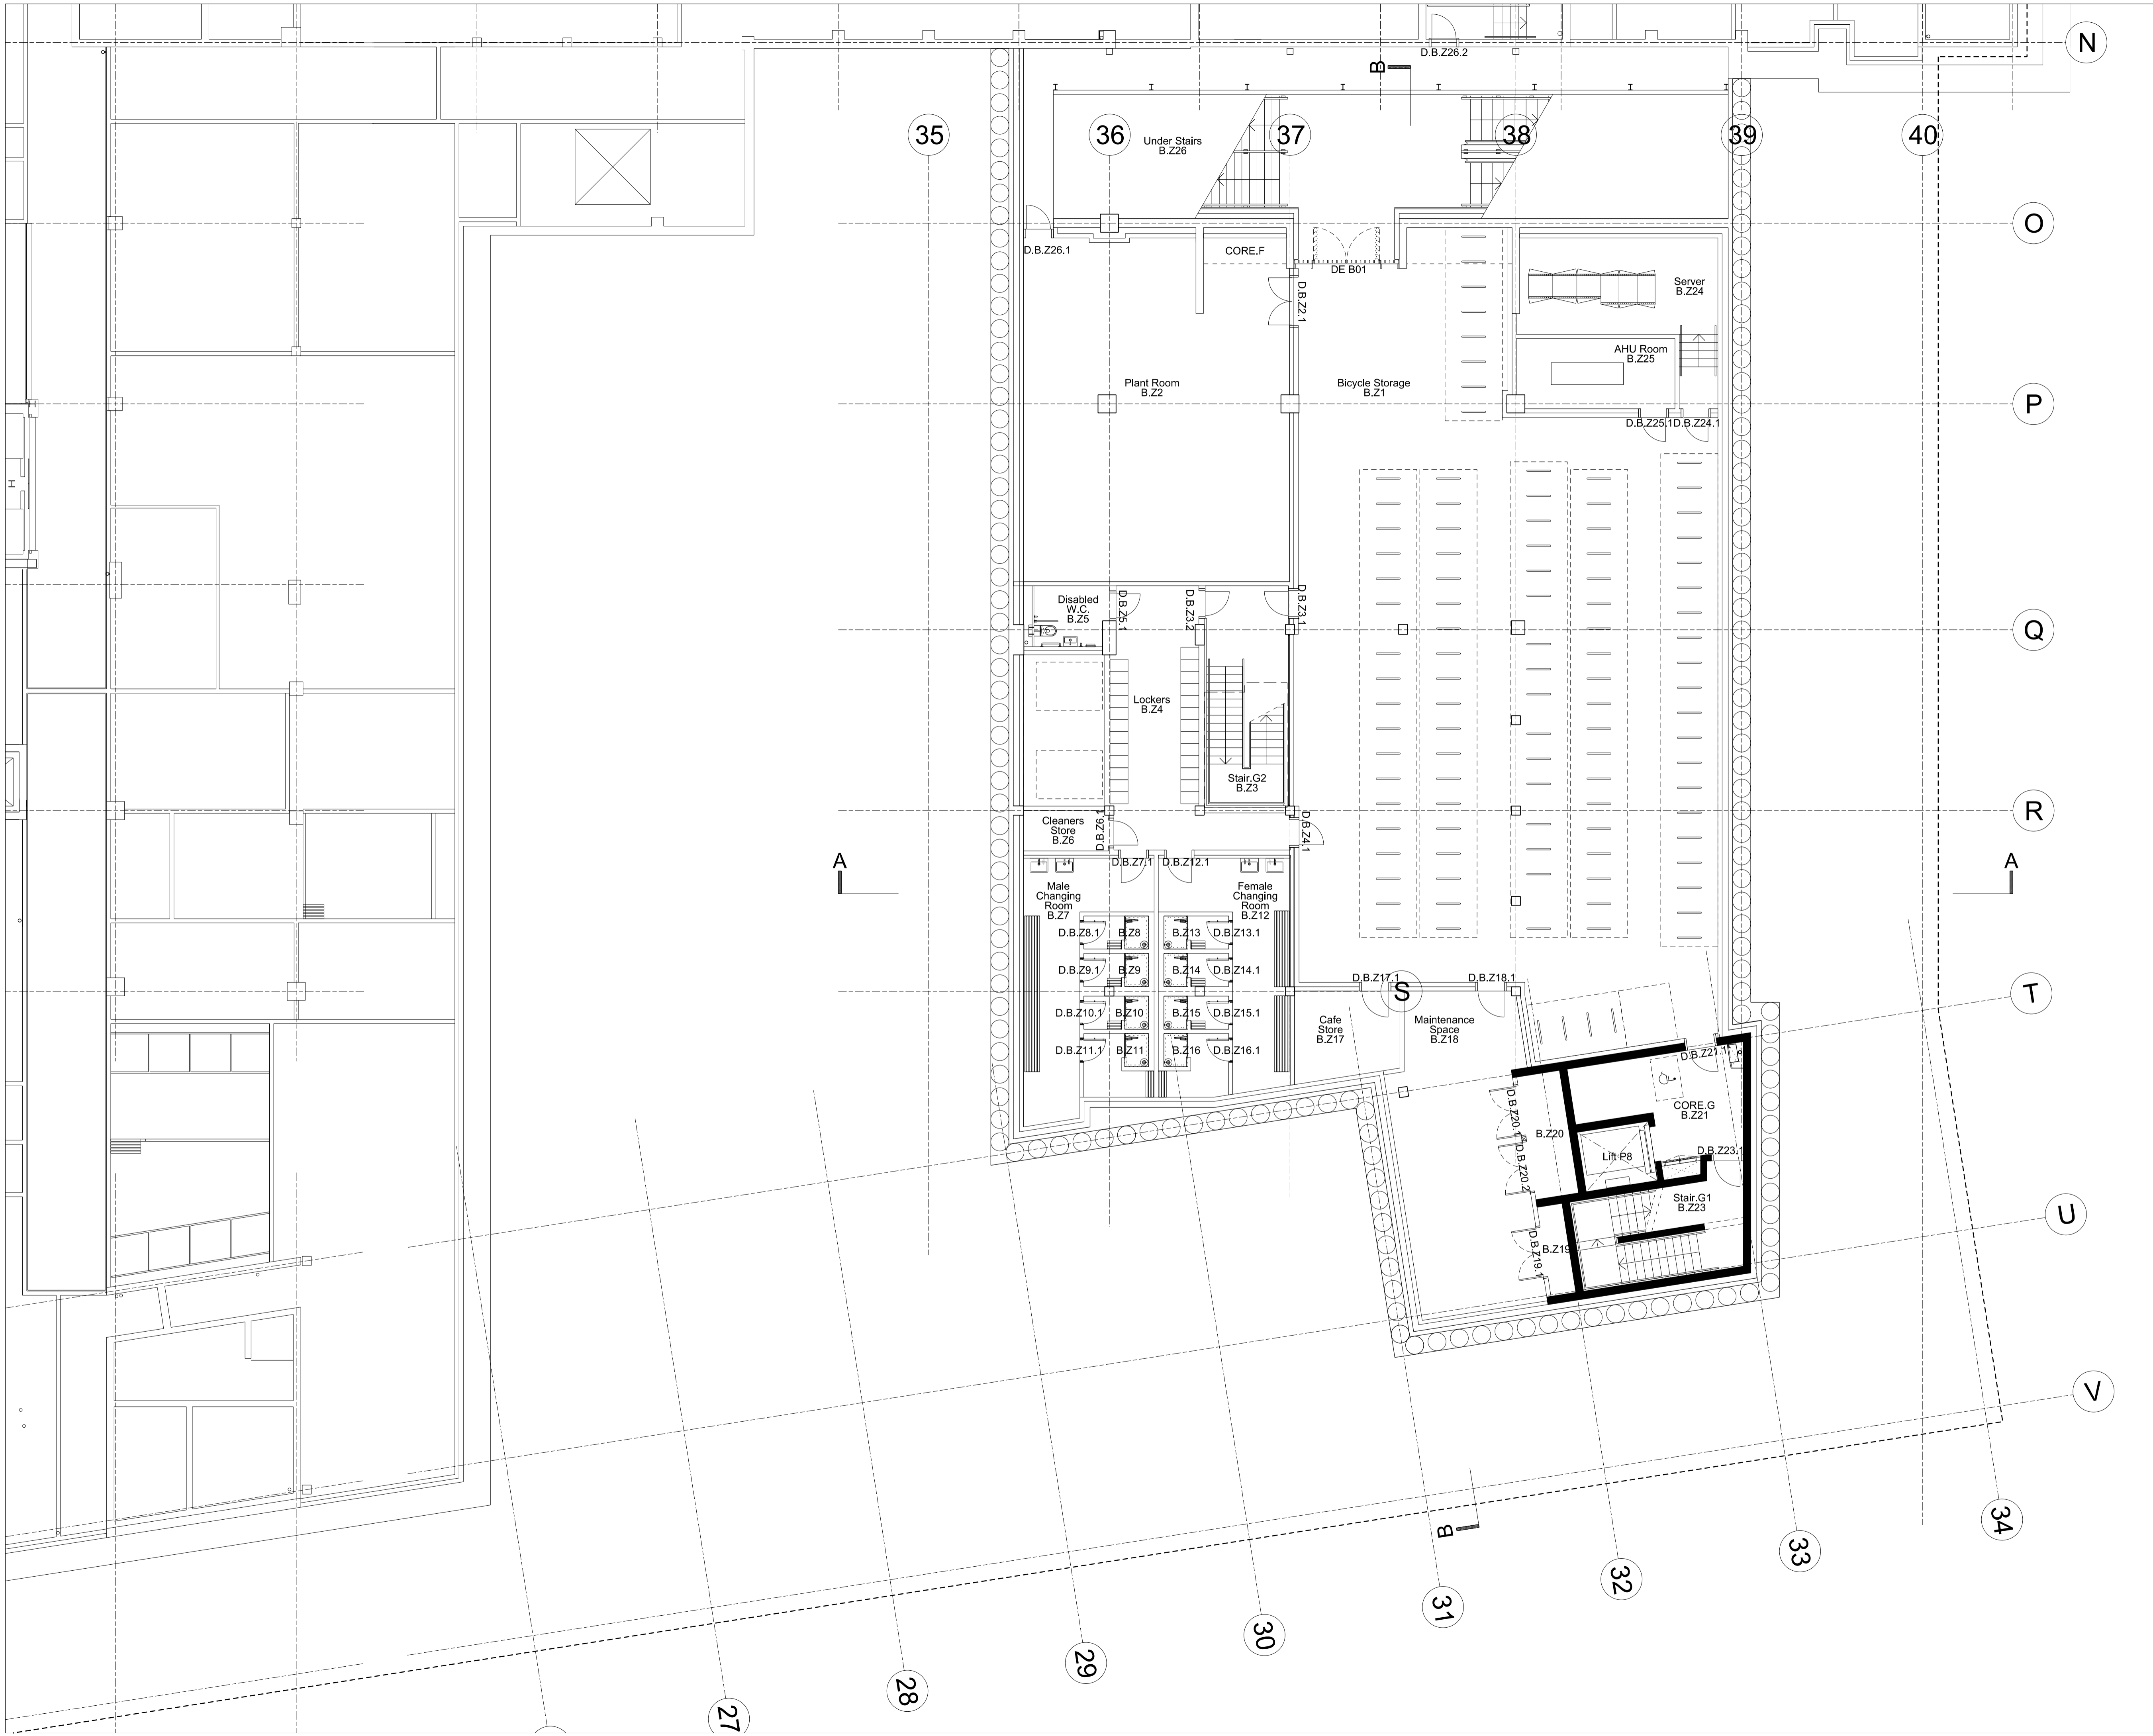 N
D.B.Z26.2
B
35
36
37
38
39
40
Under Stairs
B.Z26
O
D.B.Z26.1
CORE.F
DE B01
D.B.Z2.1
Server
B.Z24
AHU Room
B.Z25
Plant Room
B.Z2
Bicycle Storage
B.Z1
P
D.B.Z25.1
D.B.Z24.1
H
Disabled
W.C.
B.Z5
D.B.Z5.1
D.B.Z3.2
D.B.Z3.1
Q
Lockers
B.Z4
Stair.G2
B.Z3
R
Cleaners
Store
B.Z6
D.B.Z4.1
D.B.Z7.1
D.B.Z12.1
A
A
Male
Changing
Room
B.Z7
Female
Changing
Room
B.Z12
D.B.Z8.1
B.Z8
B.Z13
D.B.Z13.1
D.B.Z9.1
B.Z9
B.Z14
D.B.Z14.1
D.B.Z10.1
B.Z10
B.Z15
D.B.Z15.1
D.B.Z11.1
B.Z11
B.Z16
D.B.Z16.1
D.B.Z17.1
S
D.B.Z18.1
T
Cafe
Store
B.Z17
Maintenance
Space
B.Z18
D.B.Z21.1
CORE.G
B.Z21
D.B.Z20.1
B.Z20
Lift P8
D.B.Z23.1
D.B.Z20.2
Stair.G1
B.Z23
U
B.Z19
D.B.Z19.1
V
B
34
33
32
31
30
29
28
27